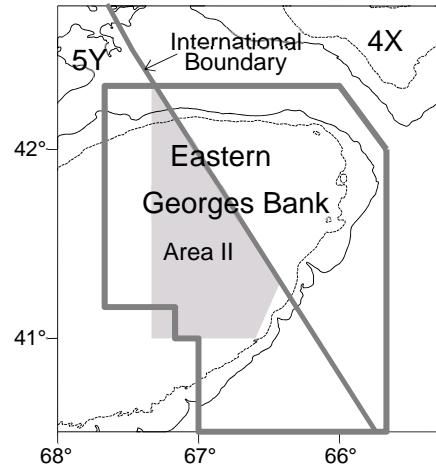 5Y
International
Boundary
4X
42°
Eastern
Georges Bank
Area II
41°
68°
67°
66°